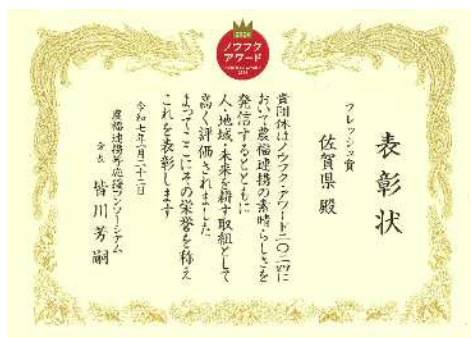 2024
ノウフク
アワード
表彰状
フレッシュ賞
佐賀県 殿
貴団体はノウフク・アワード二〇二四に
おいて農福連携の素晴らしさを
発信するとともに
人・地域・未来を耕す取組として
高く評価されました
よってここにその栄誉を称え
これを表彰します
令和七年一月二十二日
農福連携等応援コンソーシアム
会長 皆川芳嗣